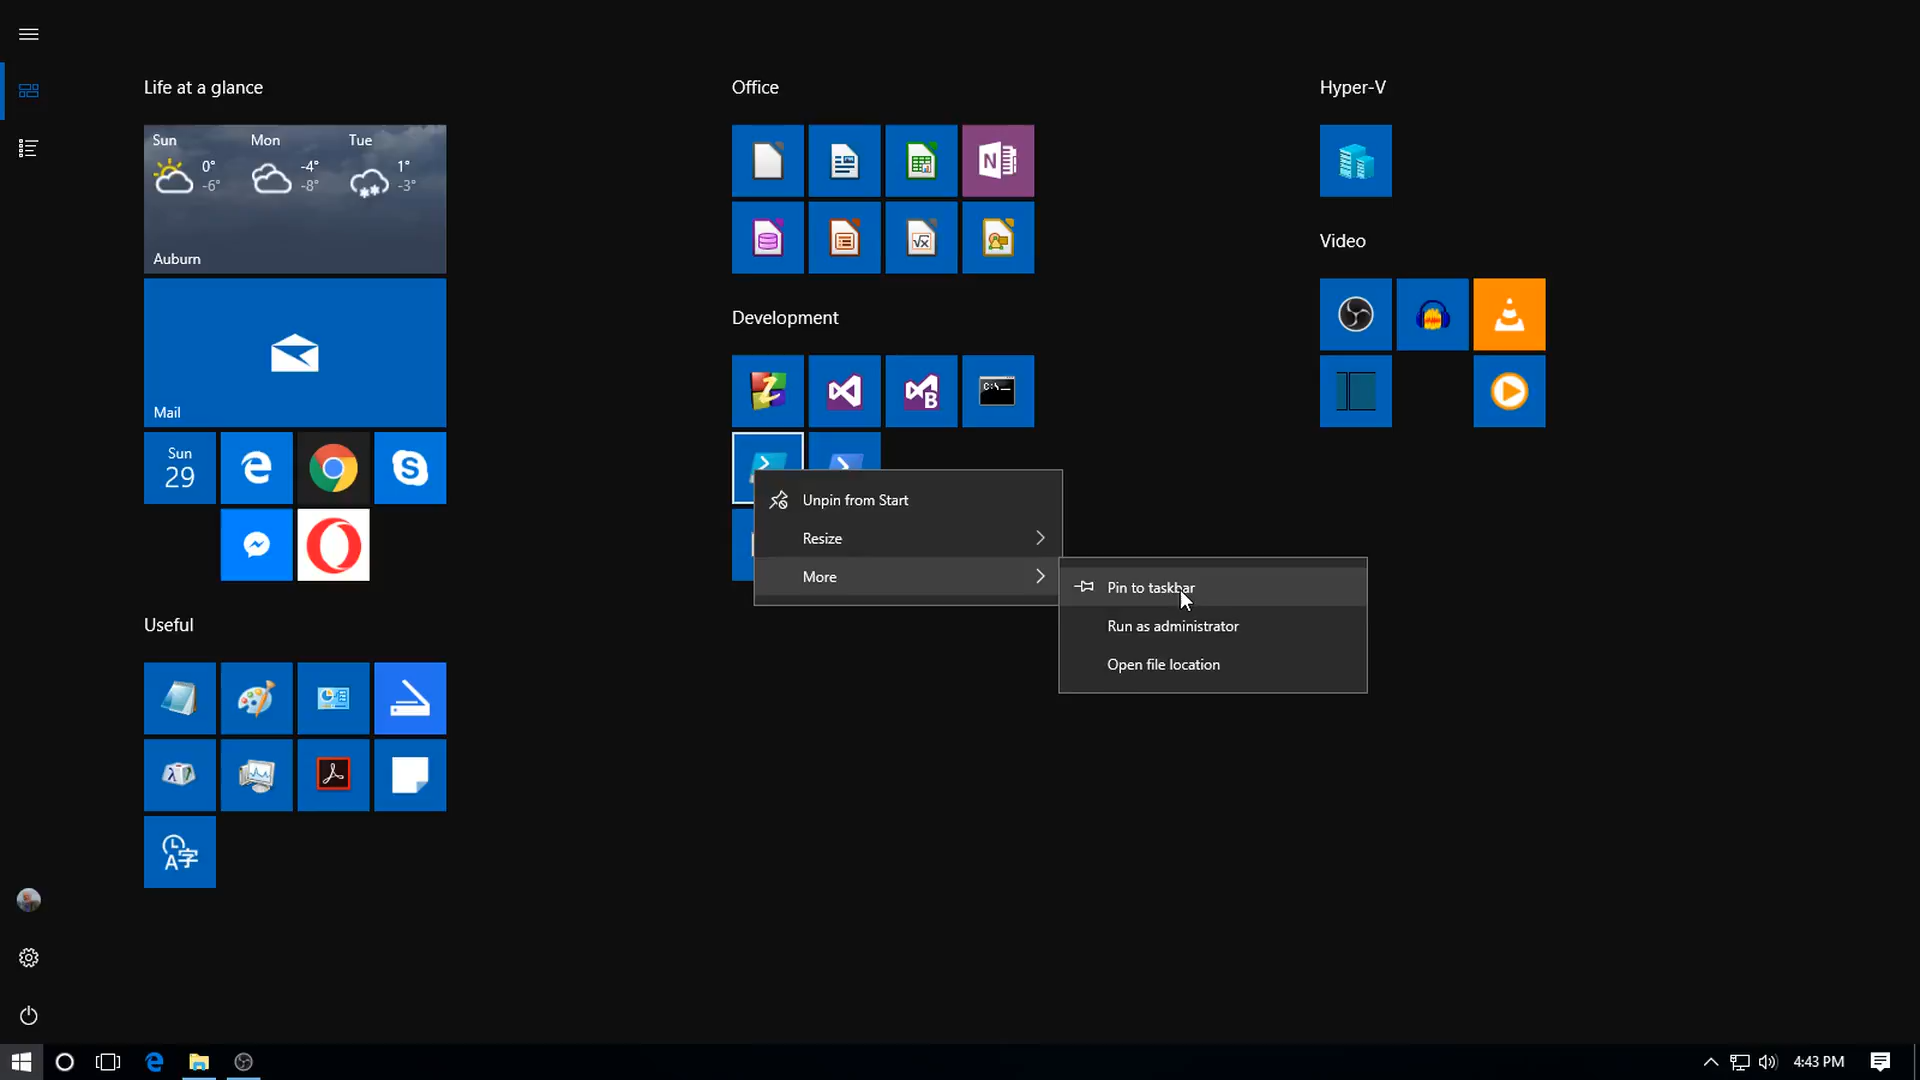 Life at a glance
Sun
0°
-6°
Mon
-4°
-8°
Tue
1°
-3°
Auburn
Mail
Sun
29
Useful
Office
N
Development
B
C:\
Unpin from Start
Resize
More
Pin to taskbar
Run as administrator
Open file location
Hyper-V
Video
A字
4:43 PM